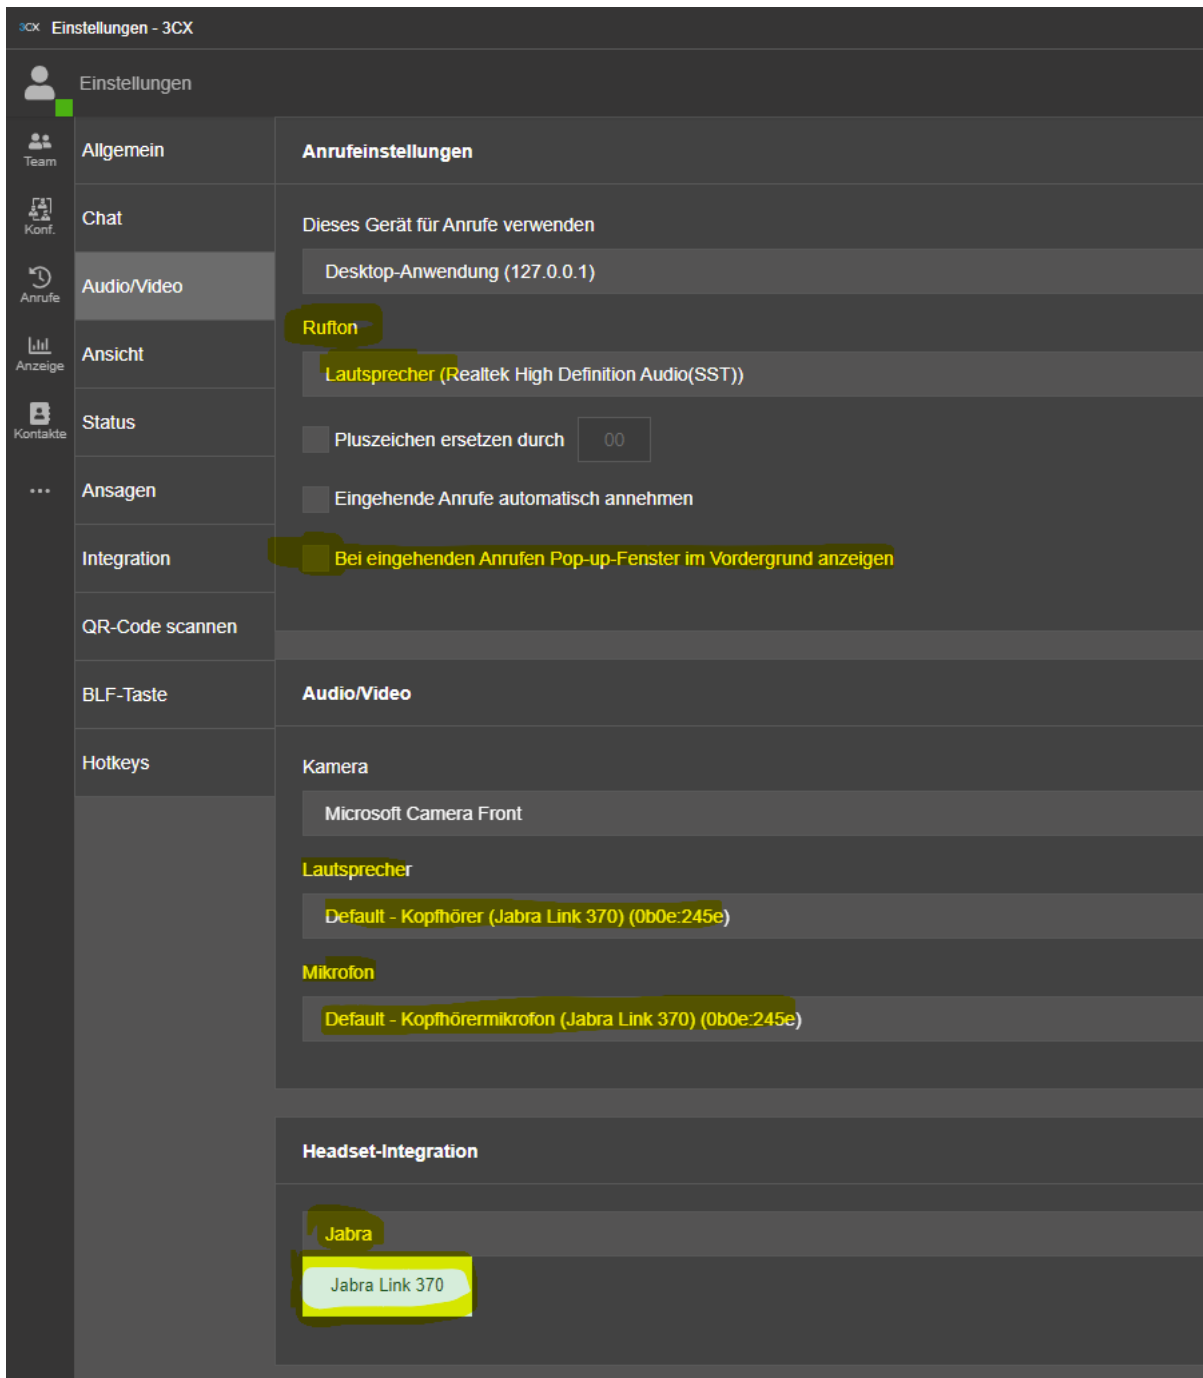 3CX Einstellungen - 3CX
Einstellungen
Team
Konf.
Anrufe
Anzeige
Kontakte
Allgemein
Chat
Audio/Video
Ansicht
Status
Ansagen
Integration
QR-Code scannen
BLF-Taste
Hotkeys
Anrufeinstellungen
Dieses Gerät für Anrufe verwenden
Desktop-Anwendung (127.0.0.1)
Rufton
Lautsprecher (Realtek High Definition Audio(SST))
Pluszeichen ersetzen durch 00
Eingehende Anrufe automatisch annehmen
Bei eingehenden Anrufen Pop-up-Fenster im Vordergrund anzeigen
Audio/Video
Kamera
Microsoft Camera Front
Lautsprecher
Default - Kopfhörer (Jabra Link 370) (0b0e:245e)
Mikrofon
Default - Kopfhörermikrofon (Jabra Link 370) (0b0e:245e)
Headset-Integration
Jabra
Jabra Link 370